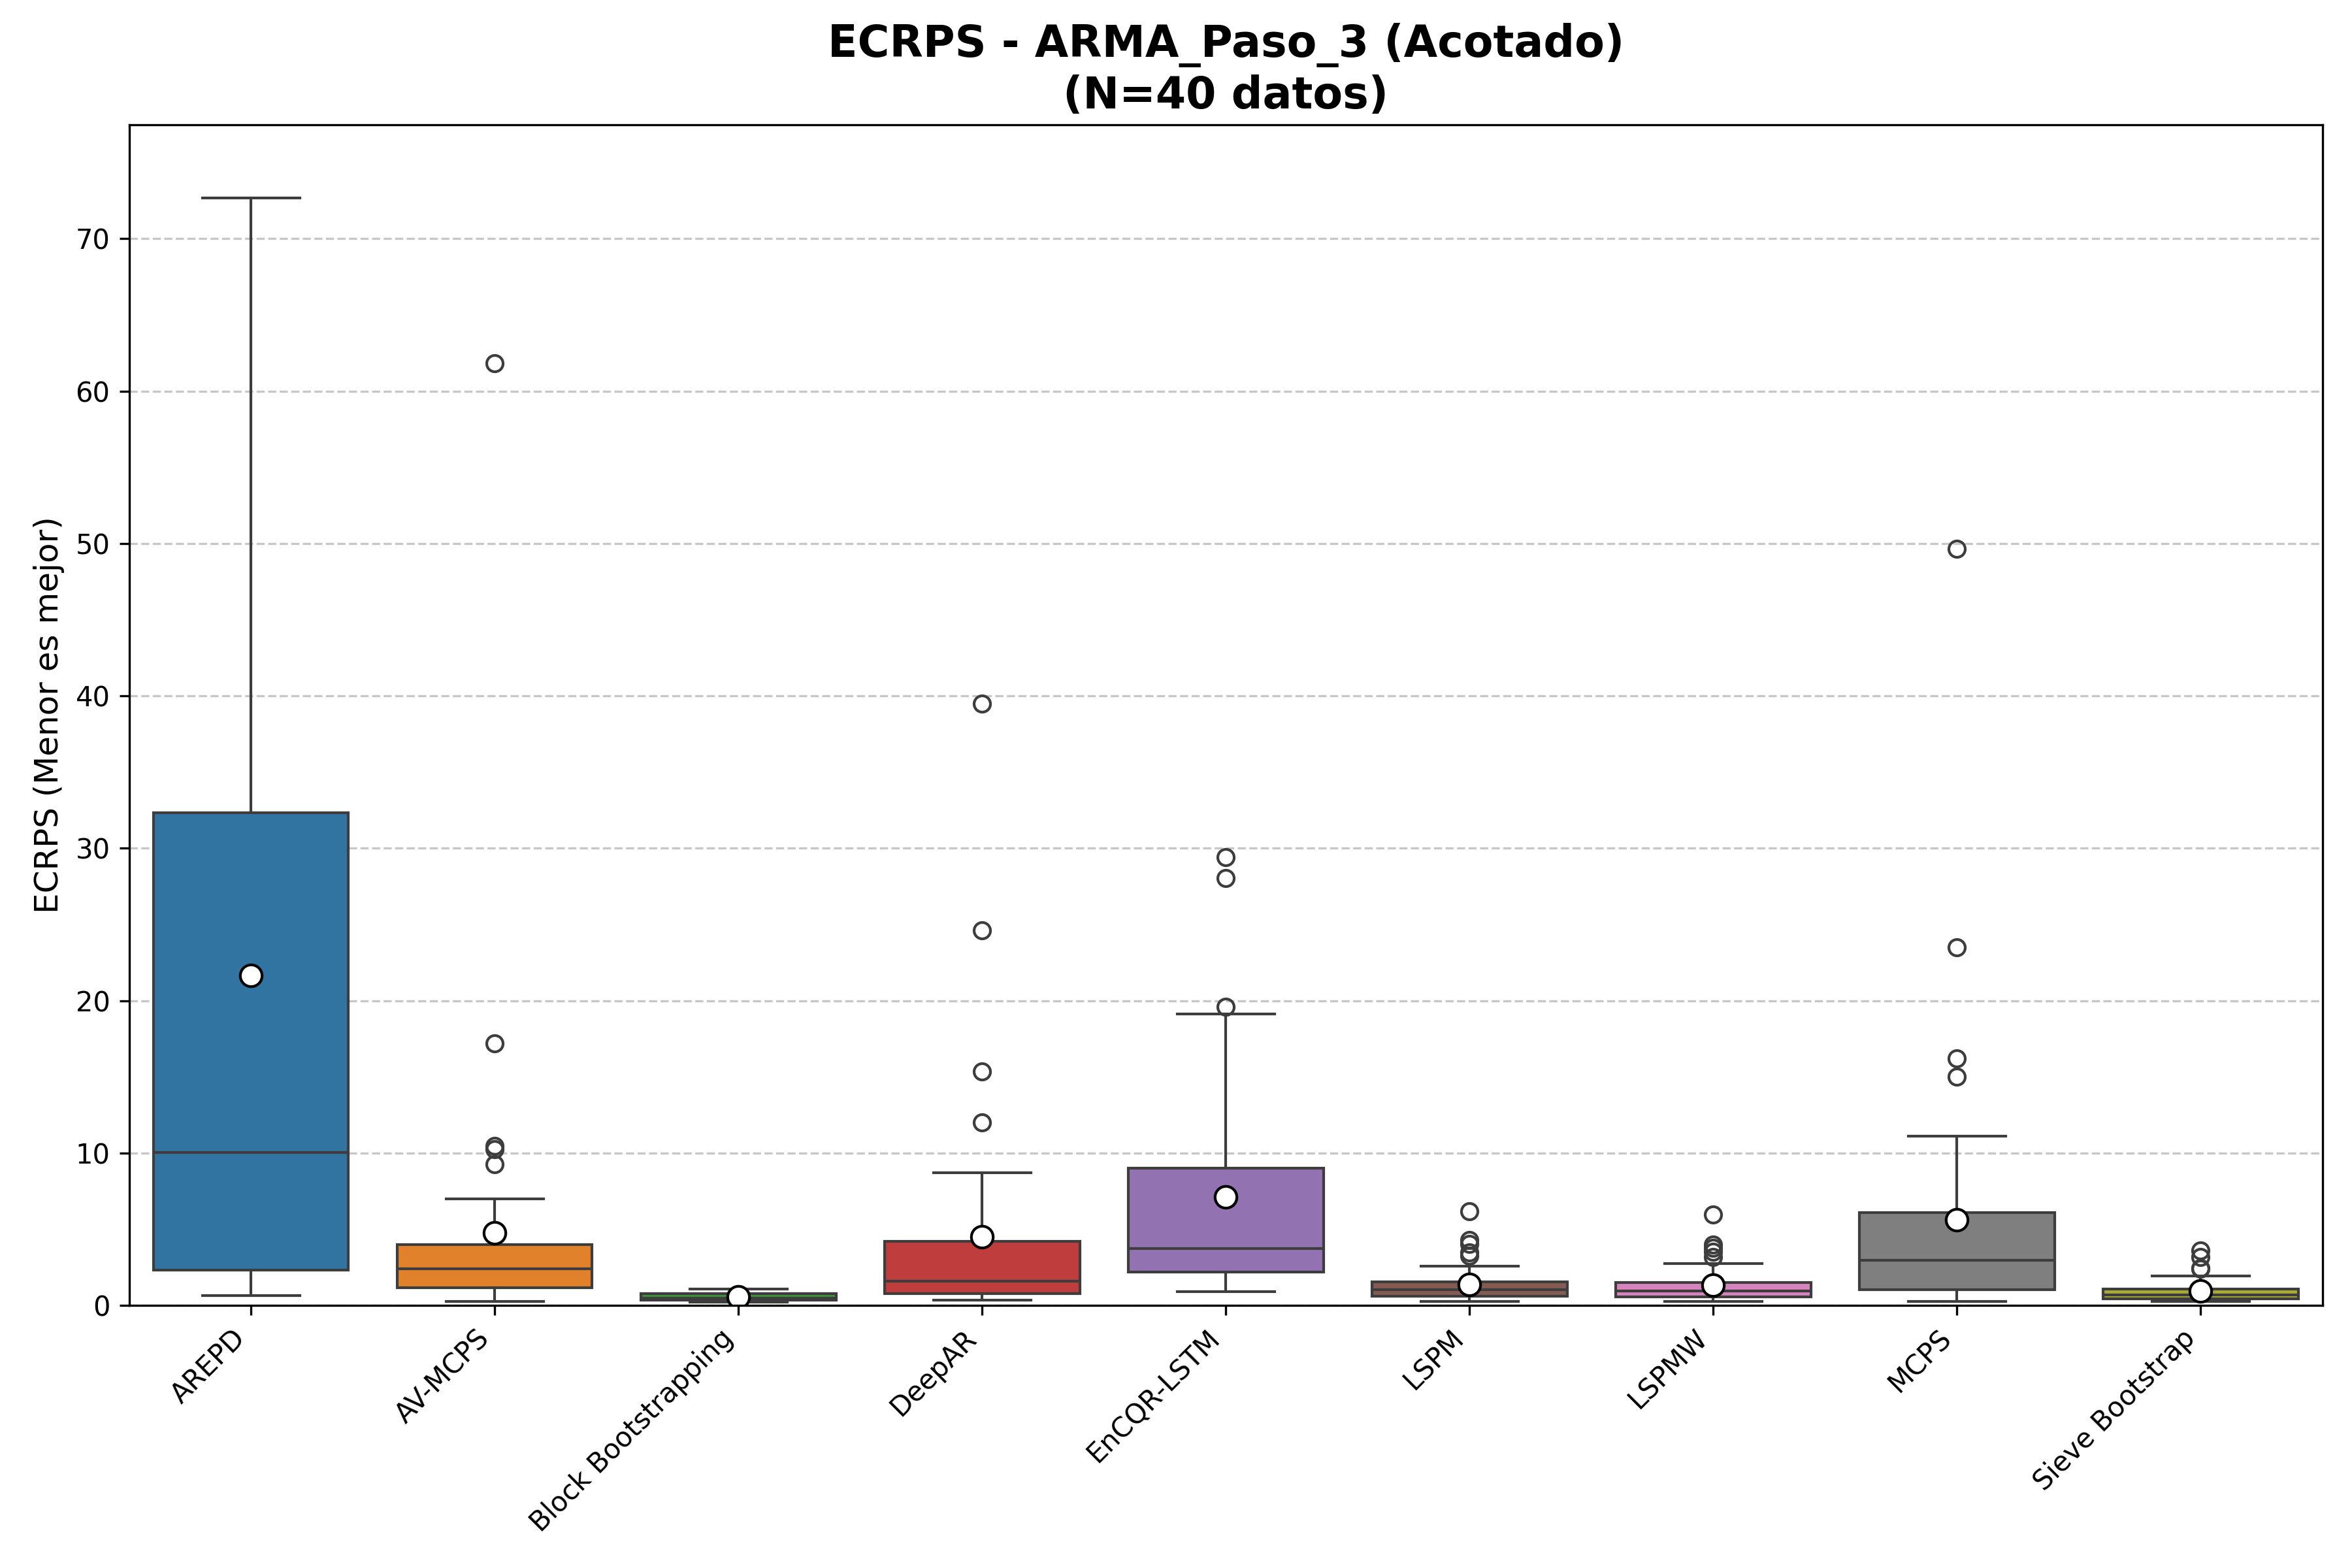 ECRPS - ARMA_Paso_3 (Acotado)
(N=40 datos)
ECRPS (Menor es mejor)
70
60
50
40
30
20
10
0
AREPD
AV-MCPS
Block Bootstrapping
DeepAR
EnCQR-LSTM
LSPM
LSPMW
MCPS
Sieve Bootstrap